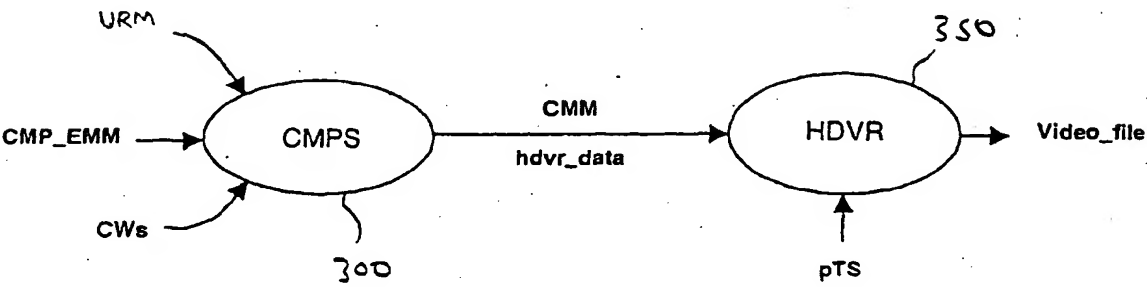 URM
350
CMM
CMP_EMM
CMPS
HDVR
Video_file
hdvr_data
CWs
300
pTS